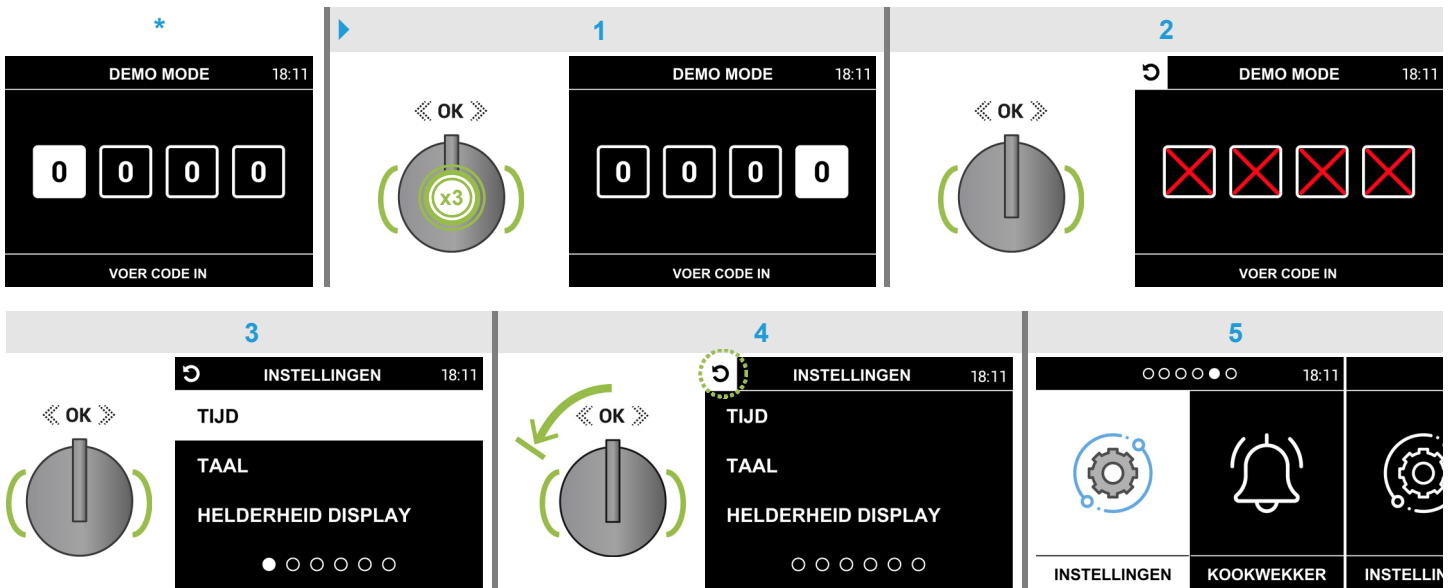 *
DEMO MODE 18:11
0 0 0 0
VOER CODE IN
1
OK
x3
DEMO MODE 18:11
0 0 0 0
VOER CODE IN
2
OK
DEMO MODE 18:11
VOER CODE IN
3
OK
INSTELLINGEN 18:11
TIJD
TAAL
HELDERHEID DISPLAY
4
OK
INSTELLINGEN 18:11
TIJD
TAAL
HELDERHEID DISPLAY
5
18:11
INSTELLINGEN KOOKWEKKER INSTELLIN